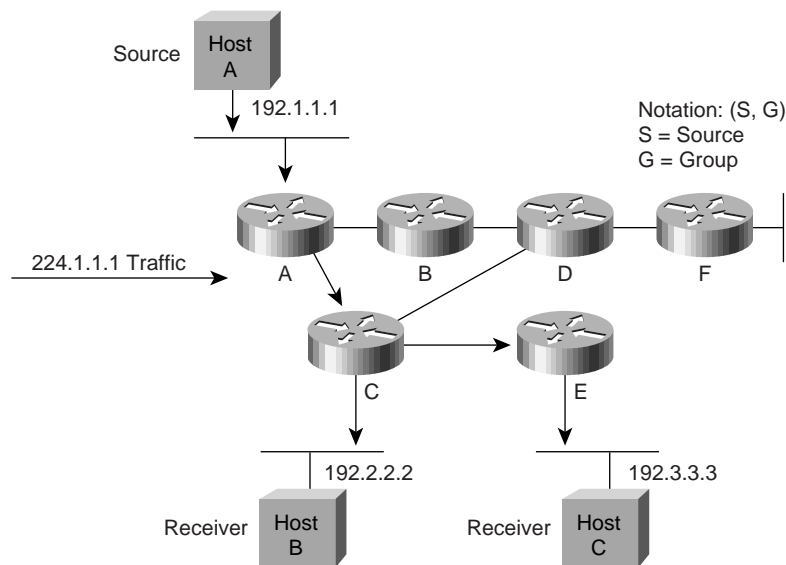 Source
Host
A
192.1.1.1
Notation: (S, G)
S = Source
G = Group
224.1.1.1 Traffic
A
B
D
F
C
E
192.2.2.2
192.3.3.3
Receiver
Host
B
Receiver
Host
C